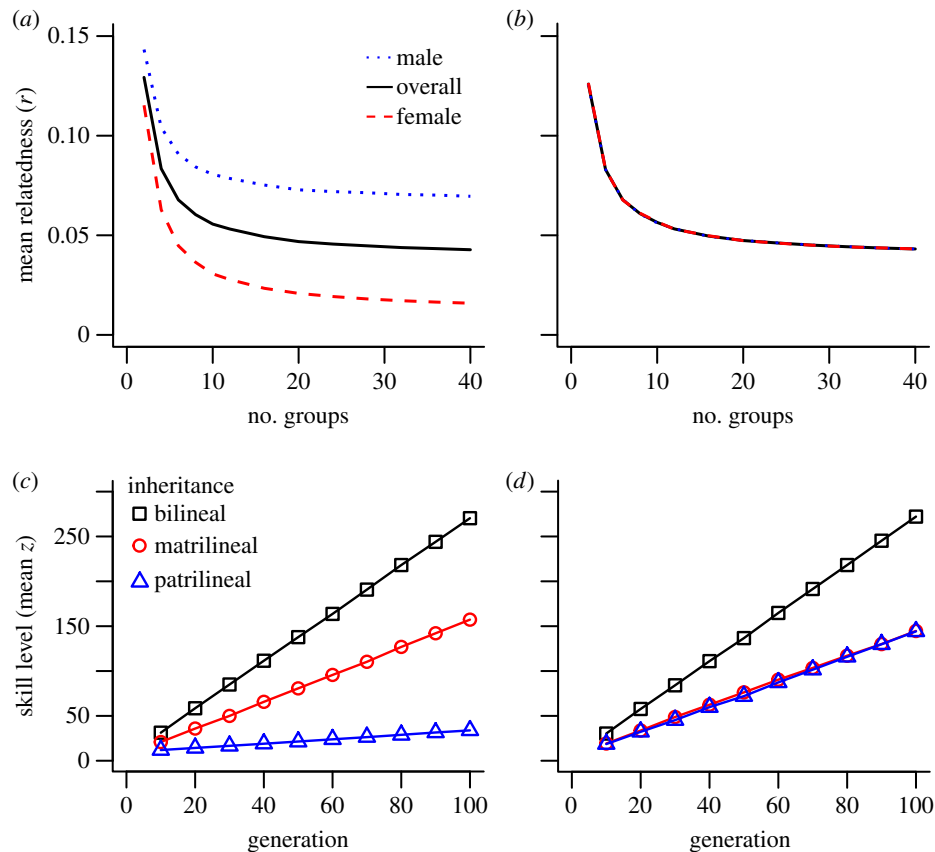 (a)
0.15
0.10
0.05
0
mean relatedness (r)
male
overall
female
0 10 20 30 40
no. groups
(b)
0 10 20 30 40
no. groups
(c)
inheritance
bilineal
matrilineal
patrilineal
250
150
50
0
skill level (mean z)
0 20 40 60 80 100
generation
(d)
0 20 40 60 80 100
generation